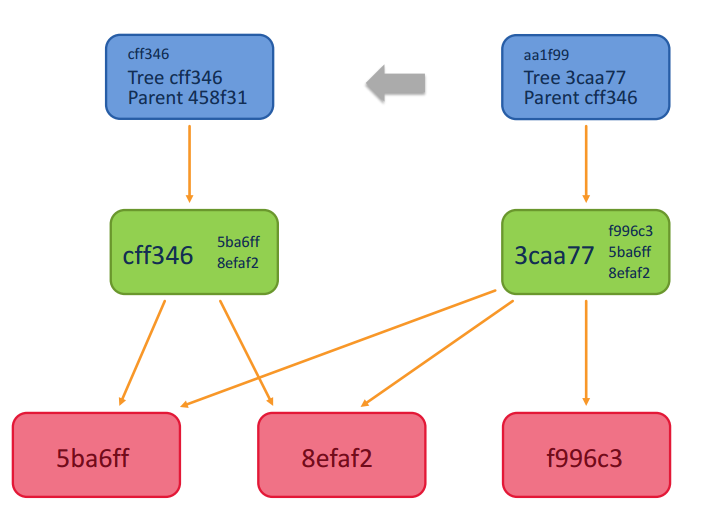 cff346
Tree cff346
Parent 458f31
aa1f99
Tree 3caa77
Parent cff346
cff346
5ba6ff
8efaf2
3caa77
f996c3
5ba6ff
8efaf2
5ba6ff
8efaf2
f996c3